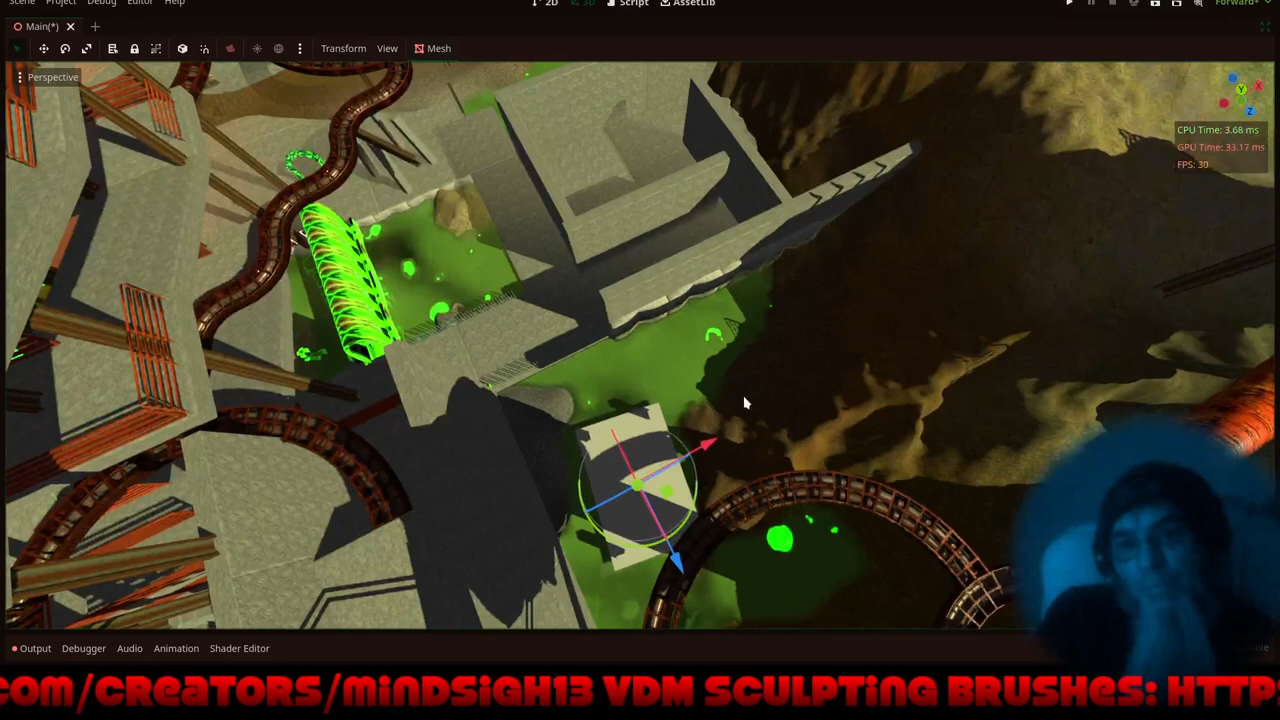 Scene Project Debug Editor Help 2D 3D Script AssetLib Forward+
Main(*)
Transform View Mesh
Perspective
X Y Z
CPU Time: 3.68 ms
GPU Time: 33.17 ms
FPS: 30
Output Debugger Audio Animation Shader Editor
COM/CREATORS/MINDSIGH13 VDM SCULPTING BRUSHES: HTTP